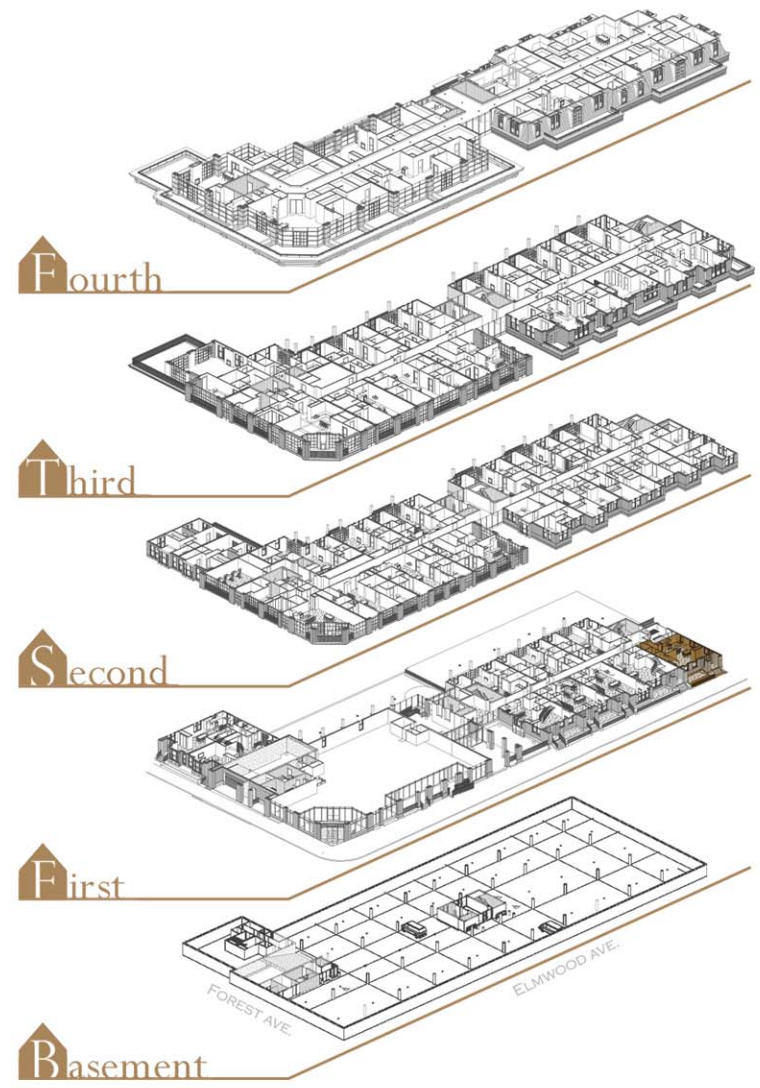 Fourth
Third
Second
First
FOREST AVE.
ELMWOOD AVE.
Basement